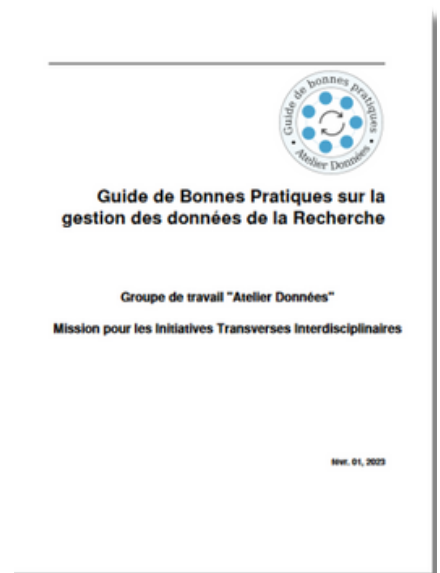 Guide de bonnes pratiques
• Atelier Données •
Guide de Bonnes Pratiques sur la
gestion des données de la Recherche
Groupe de travail "Atelier Données"
Mission pour les Initiatives Transverses Interdisciplinaires
févr. 01, 2023